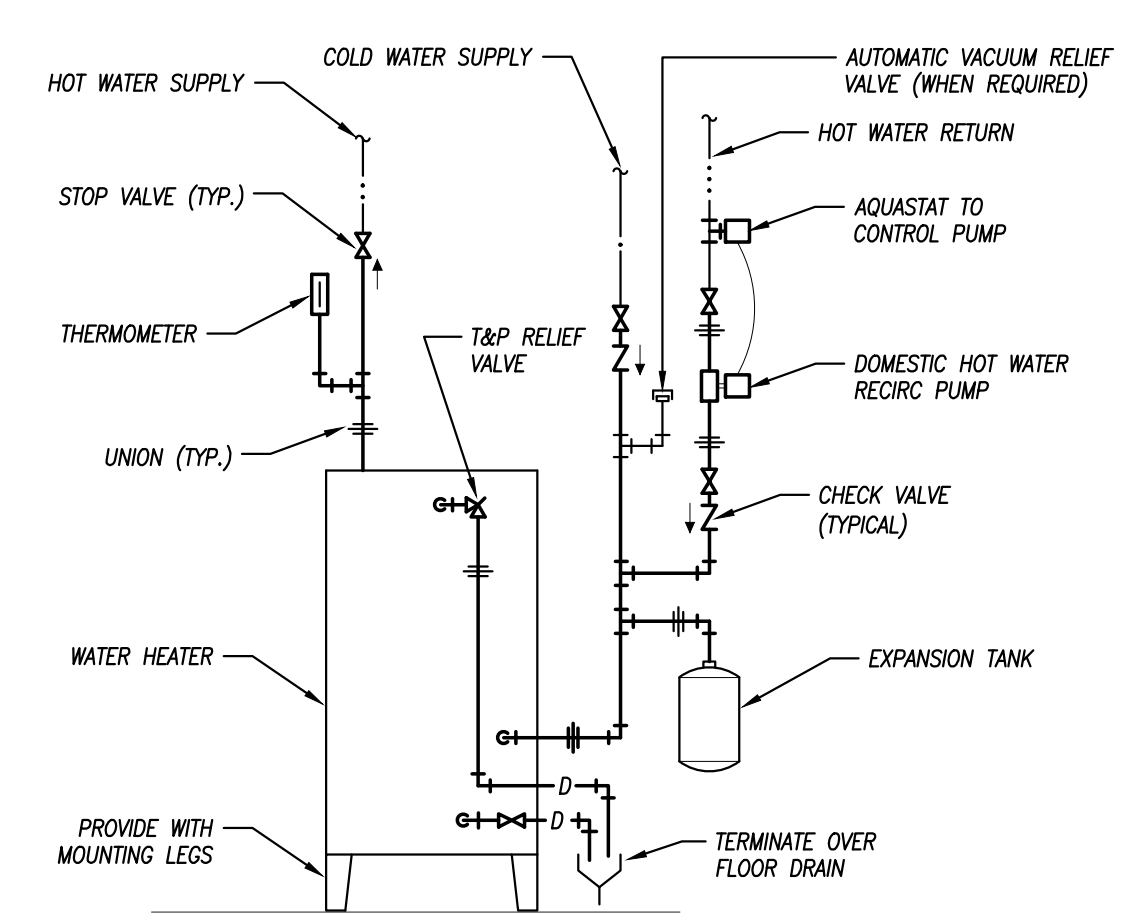 COLD WATER SUPPLY
AUTOMATIC VACUUM RELIEF
VALVE (WHEN REQUIRED)
HOT WATER SUPPLY
HOT WATER RETURN
STOP VALVE (TYP.)
AQUASTAT TO
CONTROL PUMP
THERMOMETER
T&P RELIEF
VALVE
DOMESTIC HOT WATER
RECIRC PUMP
UNION (TYP.)
CHECK VALVE
(TYPICAL)
WATER HEATER
EXPANSION TANK
D
D
PROVIDE WITH
MOUNTING LEGS
TERMINATE OVER
FLOOR DRAIN